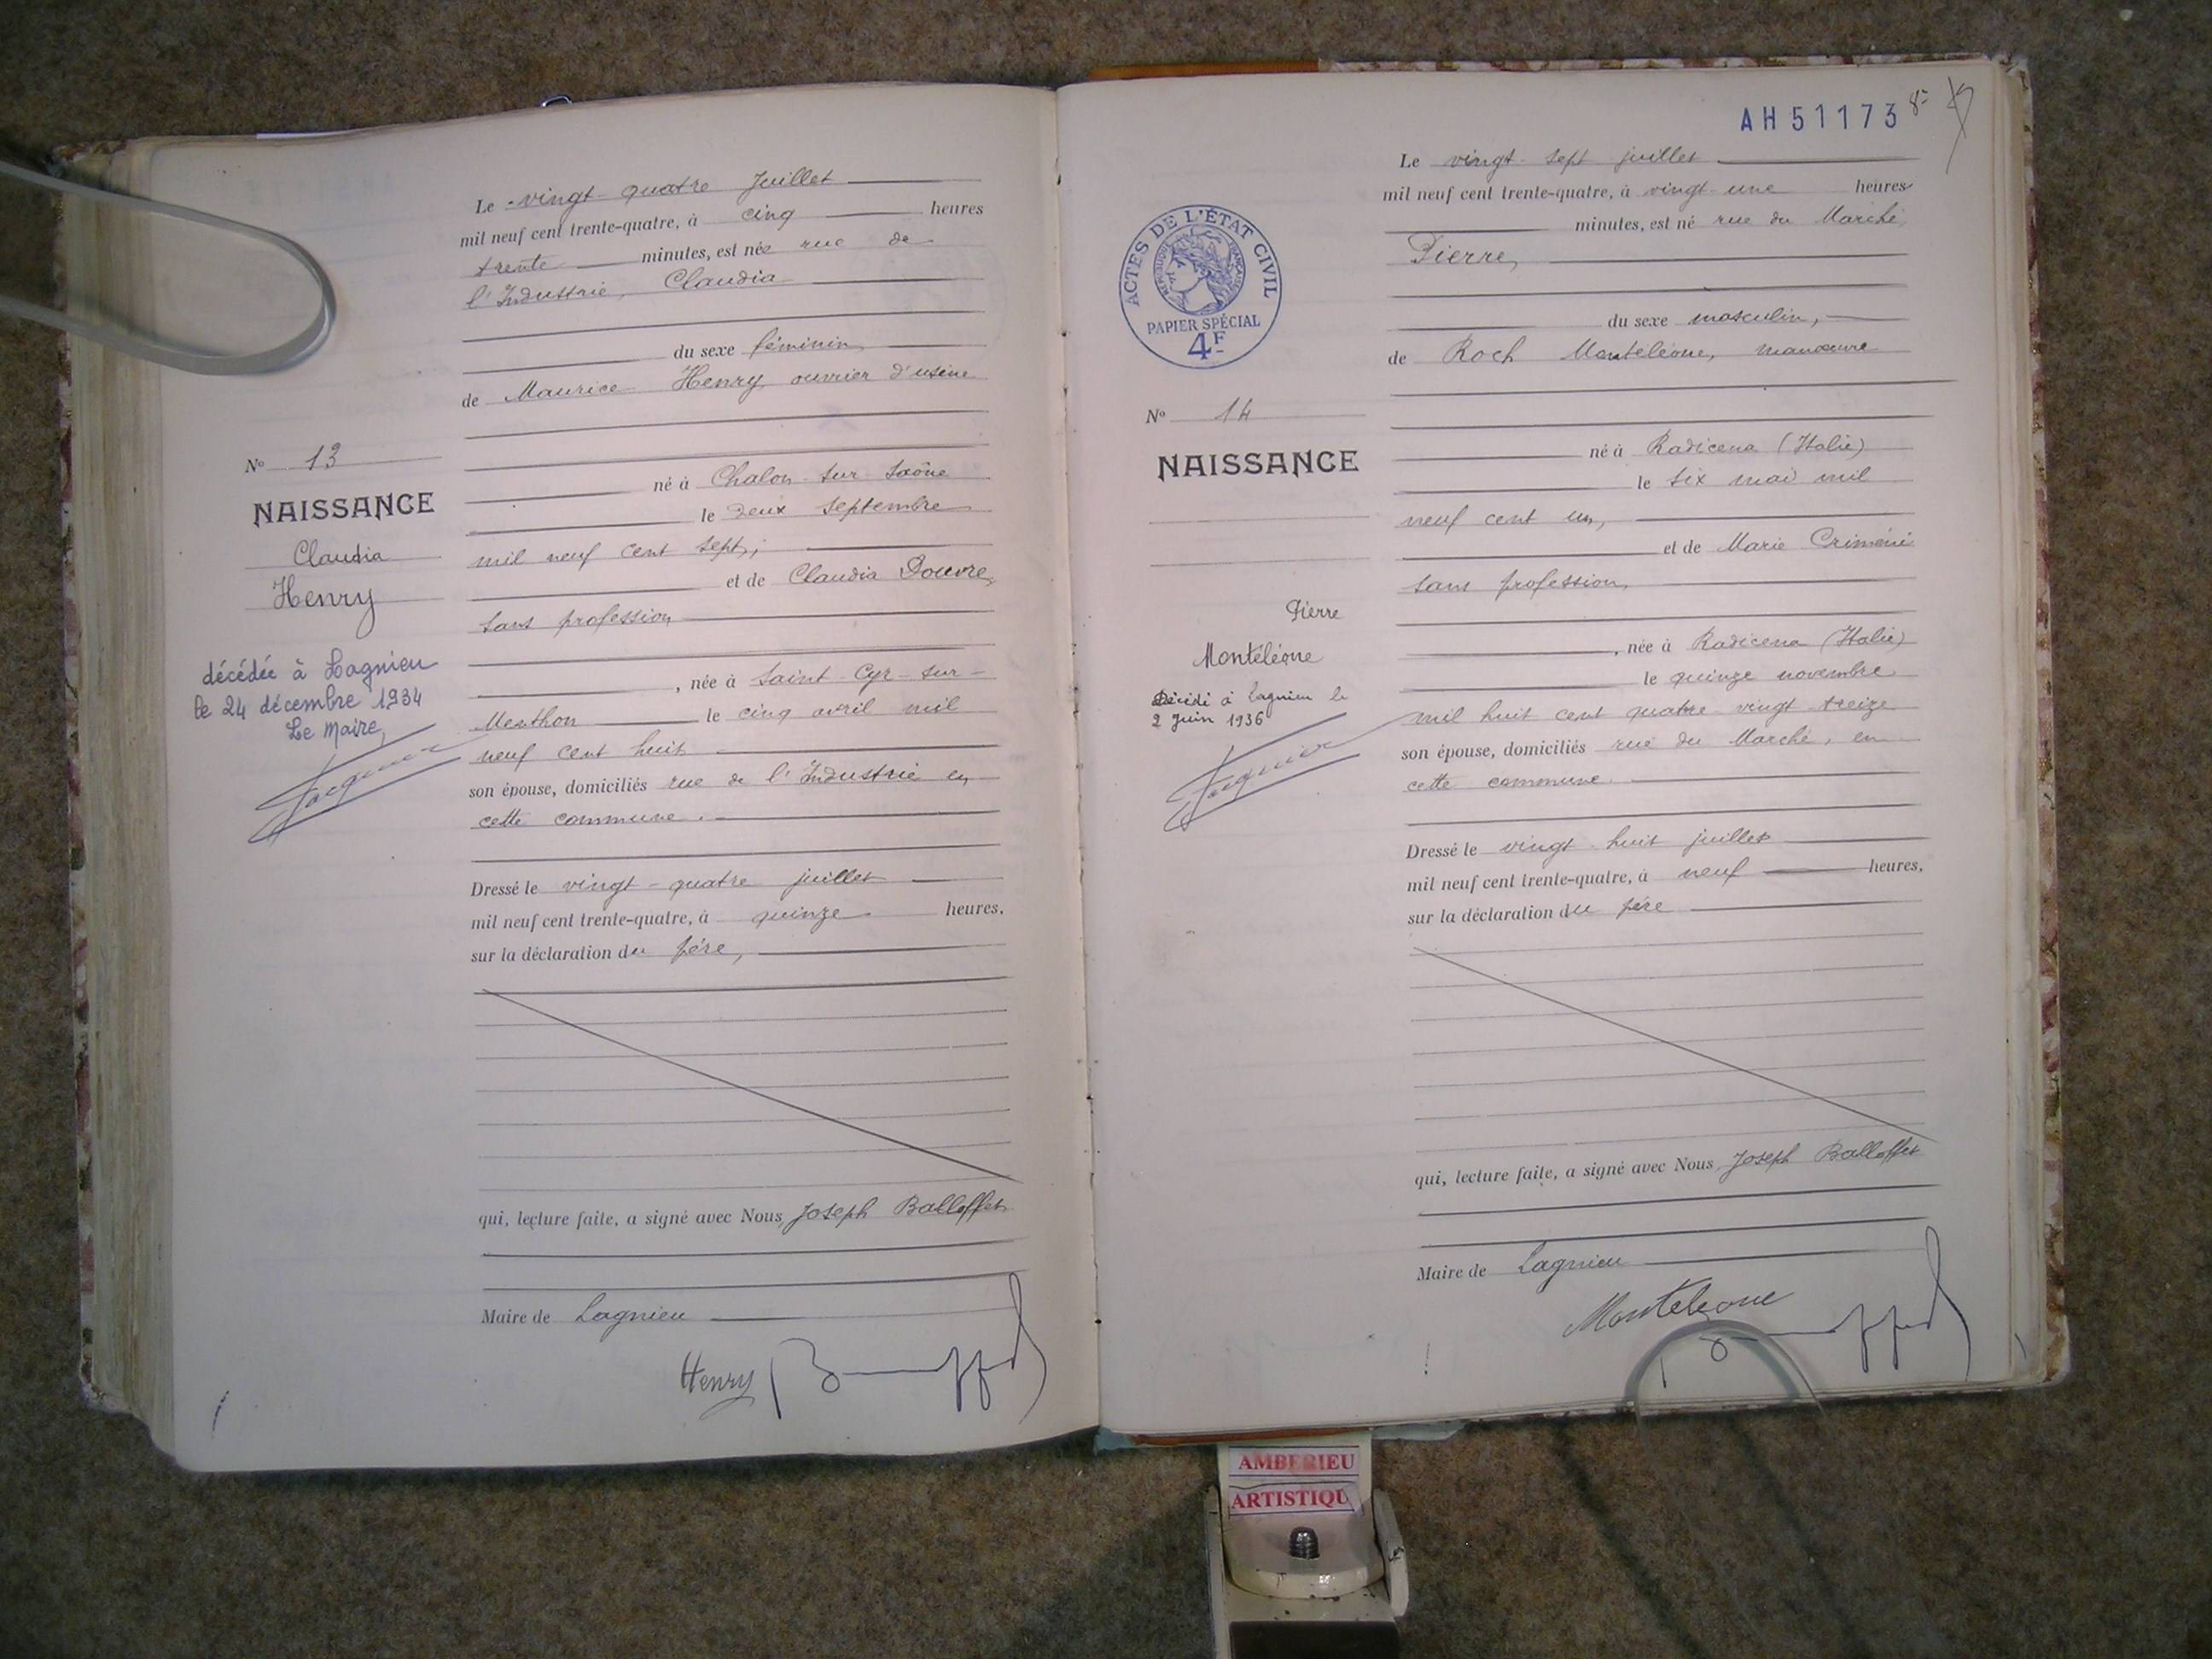 Le vingt-quatre Juillet
mil neuf cent trente-quatre, à cinq heures
trente minutes, est née rue de
l'Industrie, Claudia
du sexe féminin,
de Maurice Henry, ouvrier d'usine
né à Chalon-sur-Saône
le deux septembre
mil neuf cent sept,
et de Claudia Douvre,
sans profession
, née à Saint-Cyr-sur-
Menthon le cinq avril mil
neuf cent huit
son épouse, domiciliés rue de l'Industrie en
cette commune.
Dressé le vingt-quatre juillet
mil neuf cent trente-quatre, à quinze heures,
sur la déclaration du père,
qui, lecture faite, a signé avec Nous, Joseph Balloffet
Maire de Lagnieu
Henry
No 13
NAISSANCE
Claudia
Henry
décédée à Lagnieu
le 24 décembre 1934
Le Maire,
AH51173
Le vingt-sept juillet
mil neuf cent trente-quatre, à vingt-une heures
minutes, est né rue du Marché,
Pierre,
du sexe masculin,
de Roch Montéléone, manœuvre
né à Radicena (Italie)
le six mai mil
neuf cent un,
et de Marie Criméni
sans profession,
, née à Radicena (Italie)
le quinze novembre
mil huit cent quatre-vingt-treize
son épouse, domiciliés rue du Marché, en
cette commune.
Dressé le vingt-huit juillet
mil neuf cent trente-quatre, à neuf heures,
sur la déclaration du père
qui, lecture faite, a signé avec Nous, Joseph Balloffet
Maire de Lagnieu
Monteleone
ACTES DE L'ÉTAT CIVIL
RÉPUBLIQUE FRANÇAISE
PAPIER SPÉCIAL
4F
No 14
NAISSANCE
Pierre
Montéléone
Décédé à Lagnieu le
2 Juin 1936
AMBERIEU
ARTISTIQU